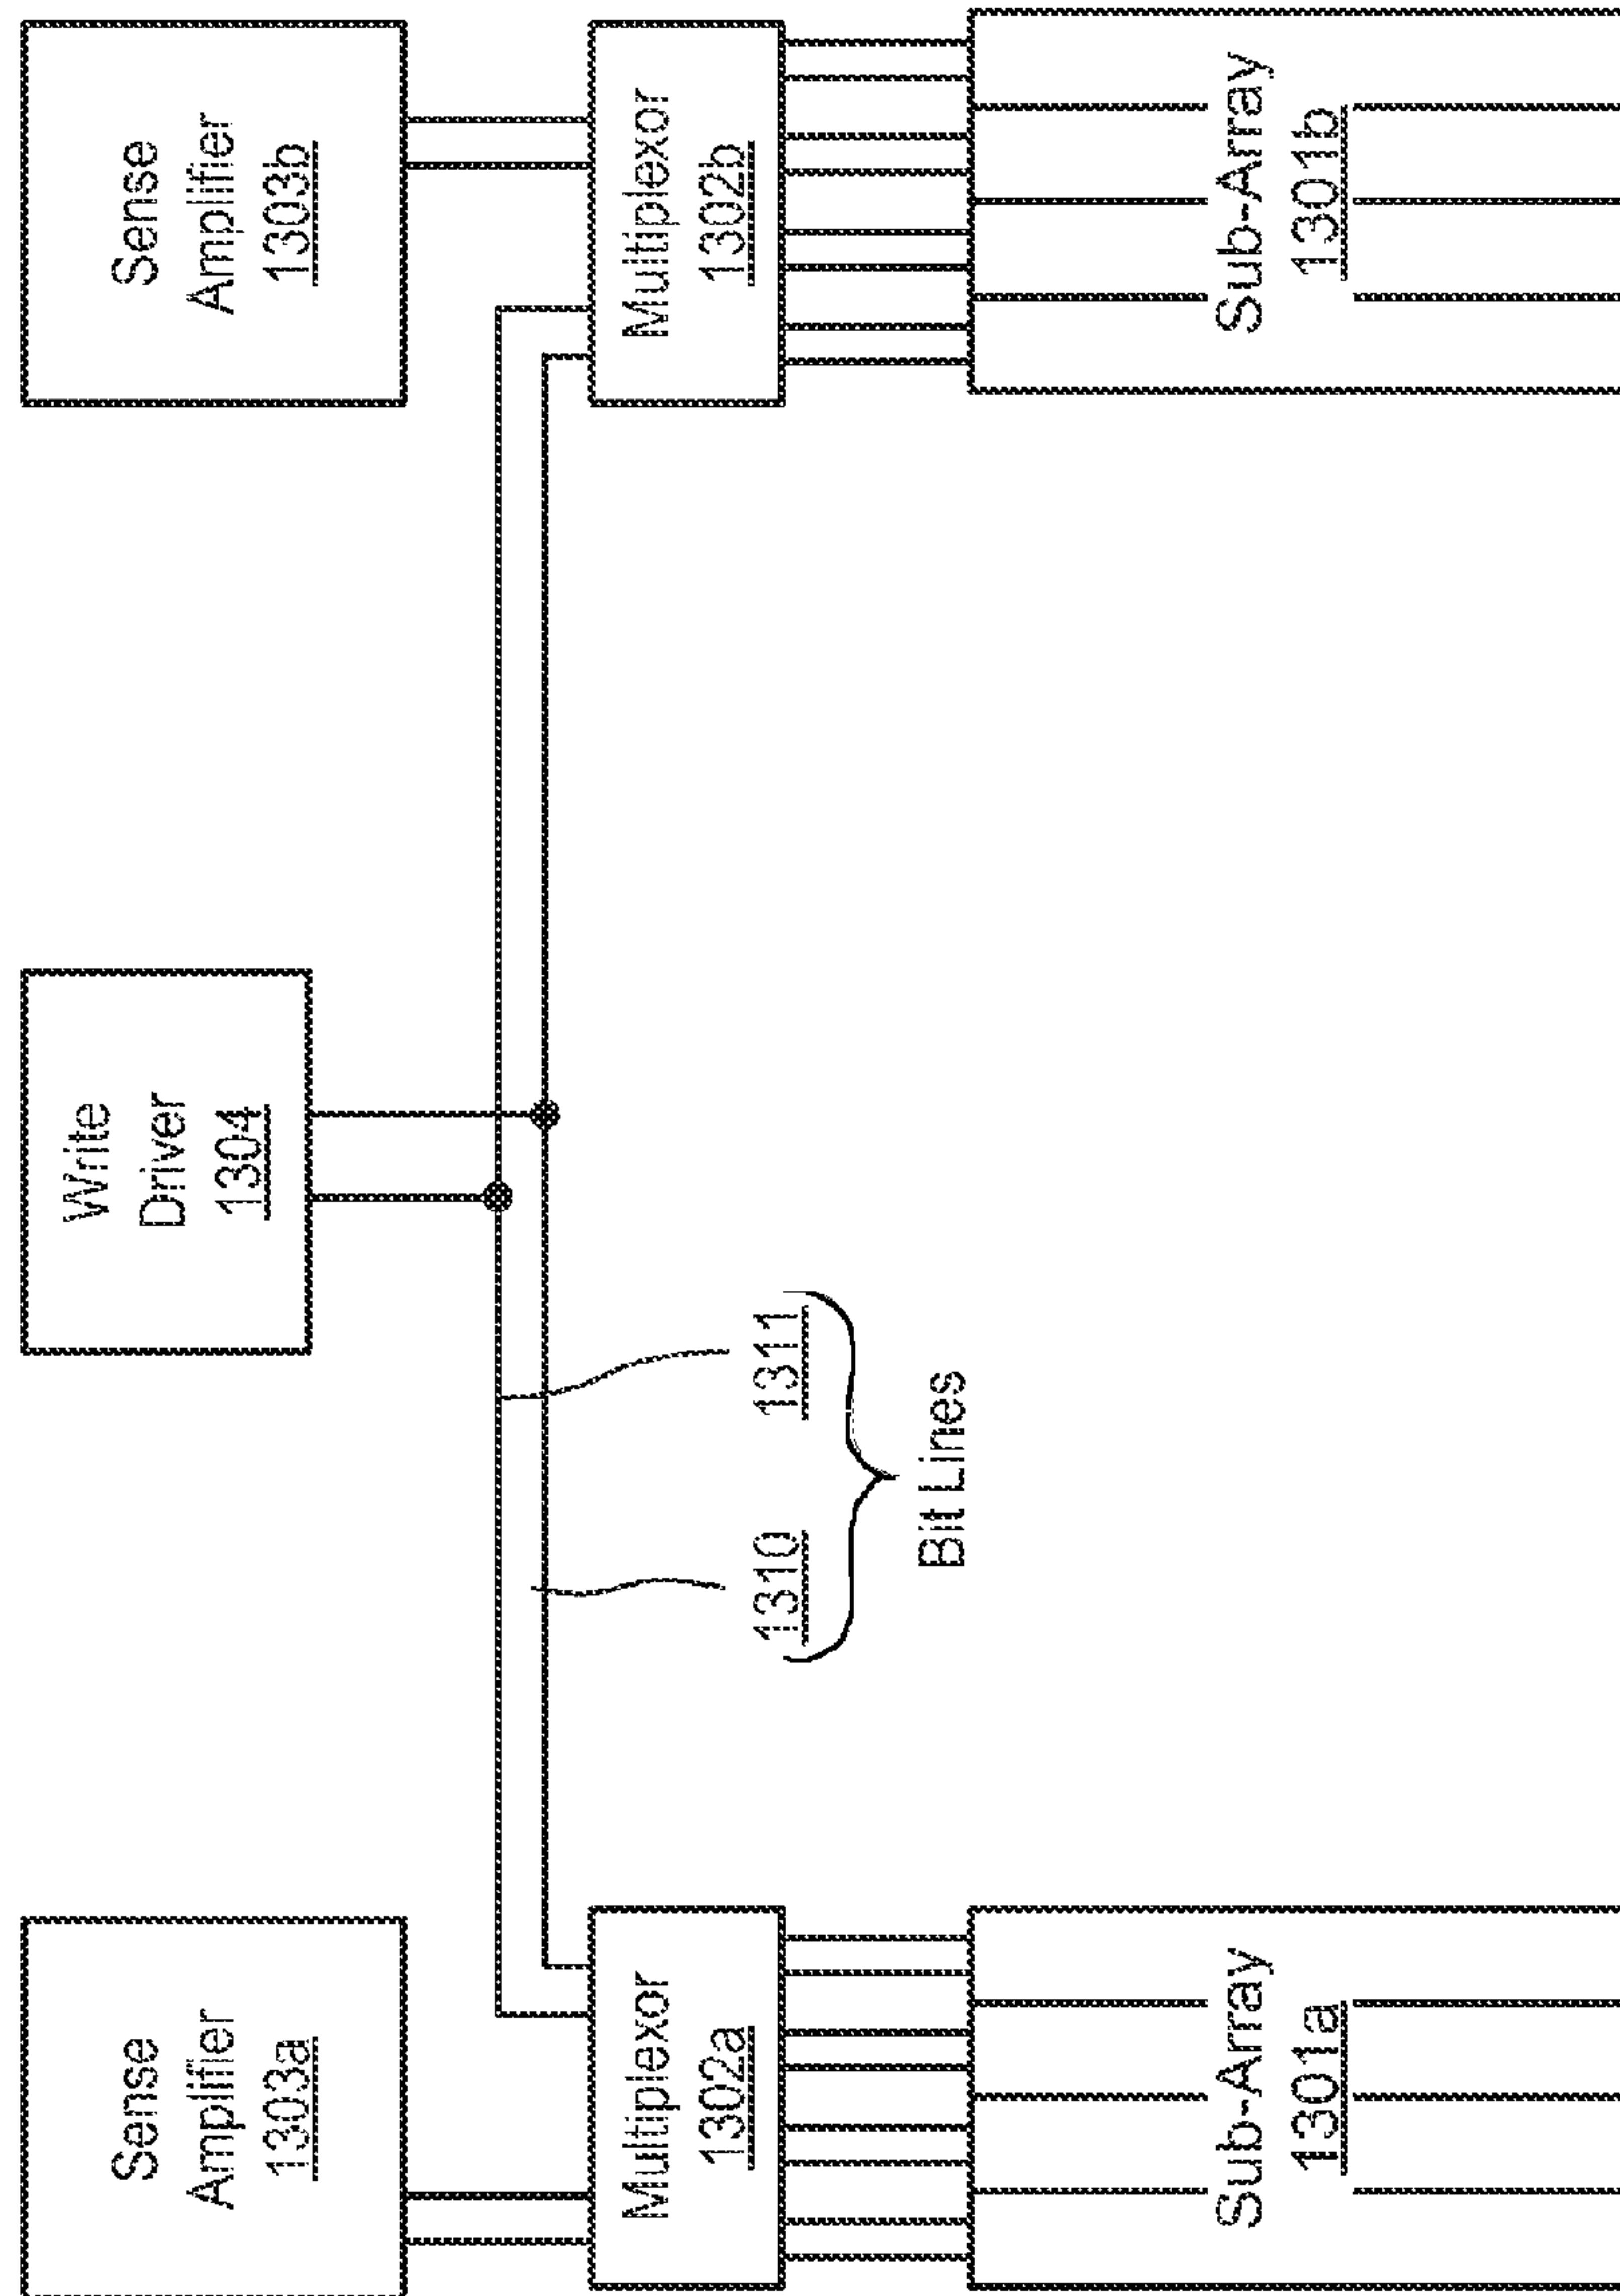 Sense
Amplifier
1303a
Write
Driver
1304
Sense
Amplifier
1303b
Multiplexor
1302a
1310
1311
Bit Lines
Multiplexor
1302b
Sub-Array
1301a
Sub-Array
1301b